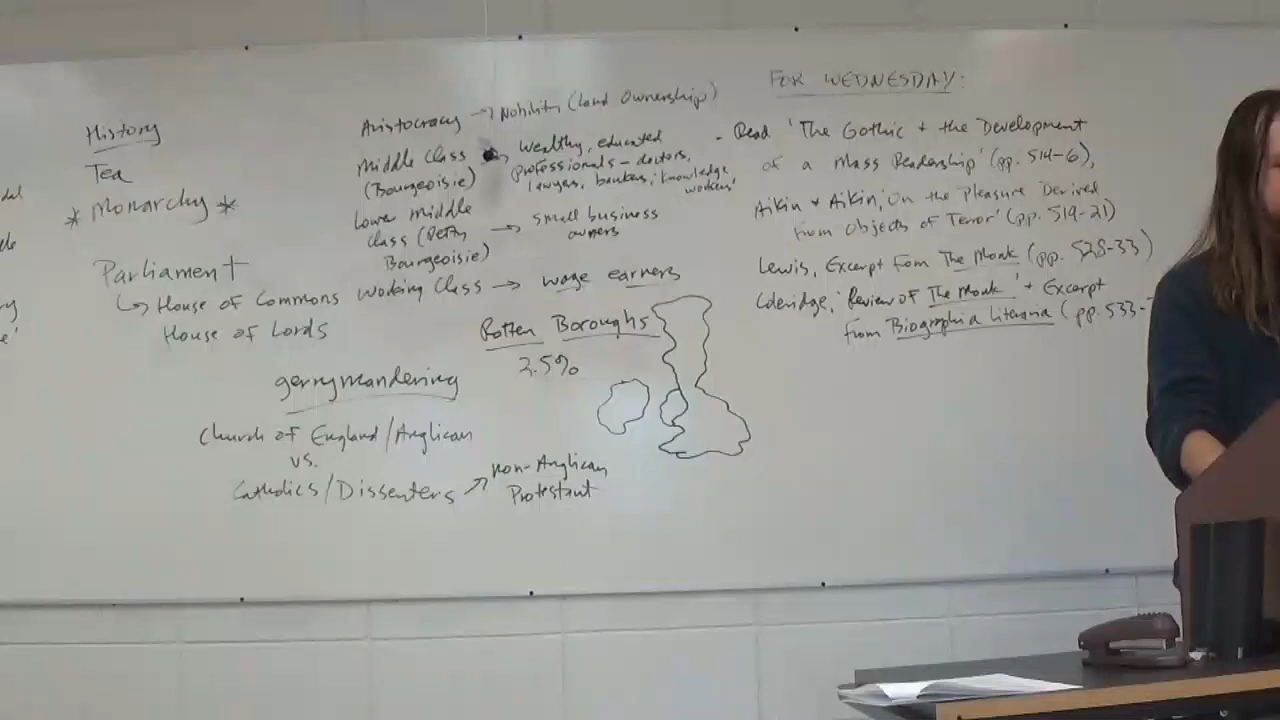 History
Tea
* Monarchy *
Parliament
↳ House of Commons
House of Lords
Aristocracy → Nobility (Land Ownership)
Middle Class → wealthy, educated
(Bourgeoisie) professionals - doctors,
lawyers, bankers, 'knowledge
workers'
Lower middle
class (Petty → small business
owners
Bourgeoisie)
Working Class → wage earners
Rotten Boroughs
2.5%
gerrymandering
Church of England/Anglican
vs.
Catholics/Dissenters → non-Anglican
Protestant
FOR WEDNESDAY:
- Read 'The Gothic + the Development
of a Mass Readership' (pp. 514-6),
Aikin + Aikin, 'On the Pleasure Derived
from Objects of Terror' (pp. 519-21)
Lewis, Excerpt from The Monk (pp. 528-33)
Coleridge, 'Review of The Monk' + Excerpt
from Biographia Literaria (pp. 533-